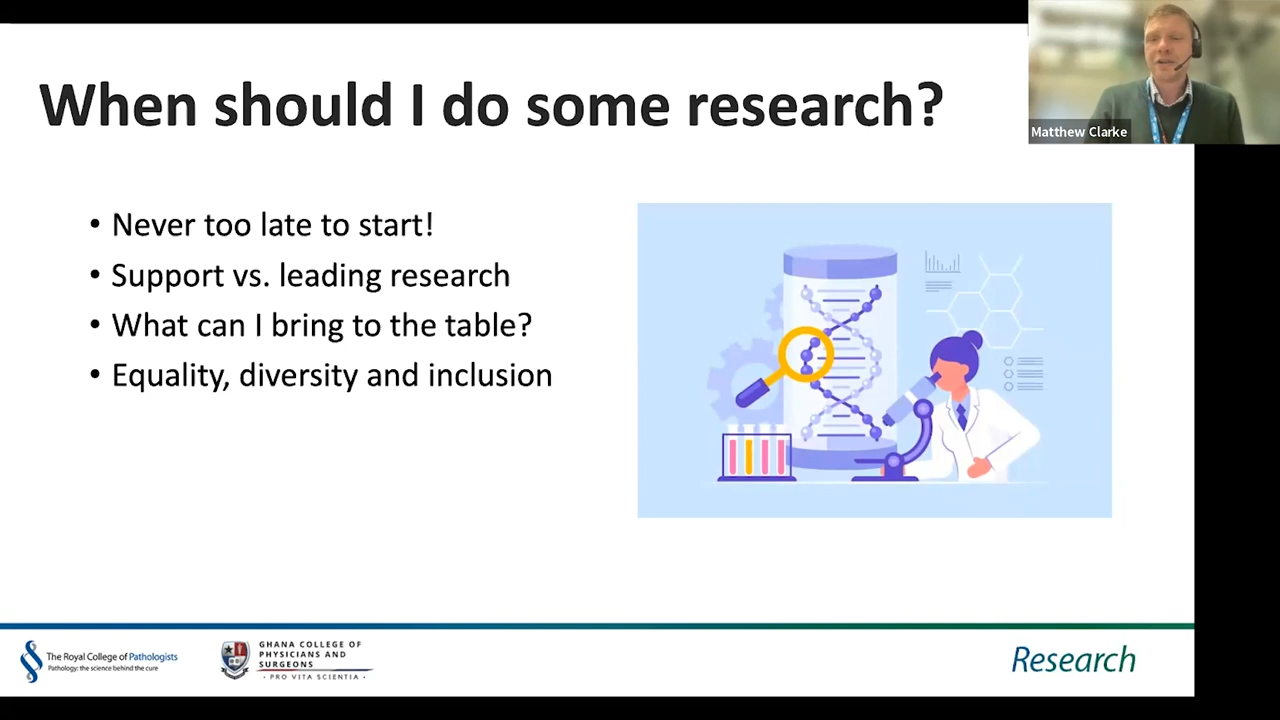 When should I do some research?
Matthew Clarke
• Never too late to start!
• Support vs. leading research
• What can I bring to the table?
• Equality, diversity and inclusion
The Royal College of Pathologists
Pathology: the science behind the cure
GHANA COLLEGE OF
PHYSICIANS AND
SURGEONS
• PRO VITA SCIENTIA •
Research